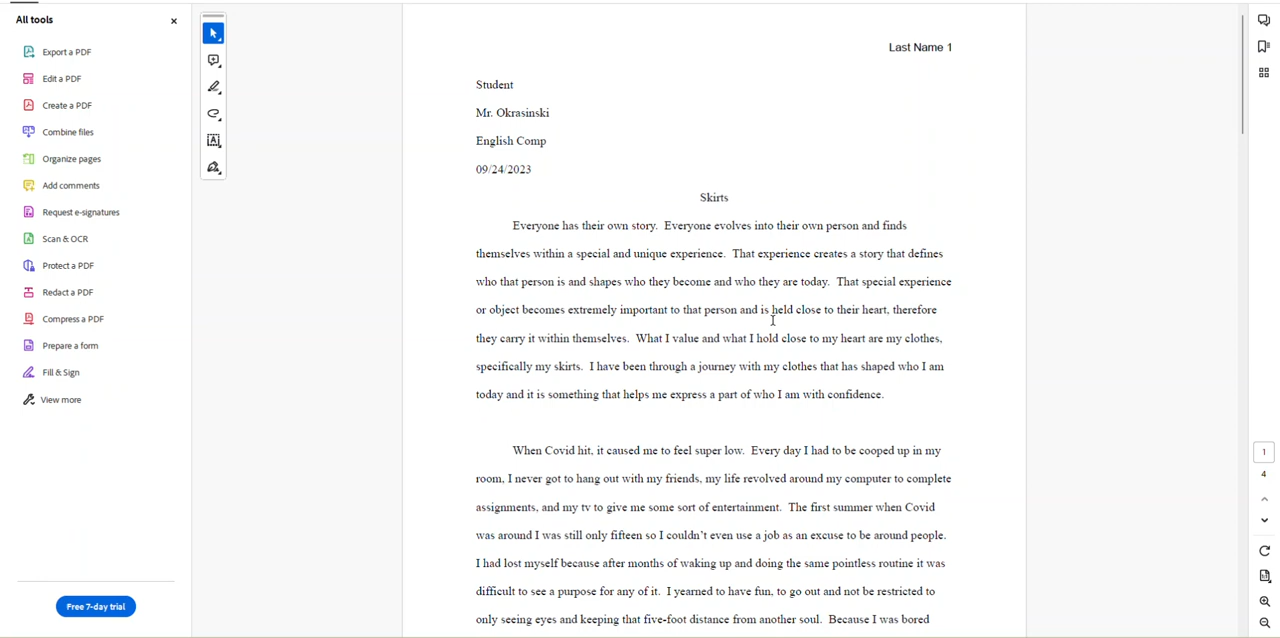 All tools
Export a PDF
Edit a PDF
Create a PDF
Combine files
Organize pages
Add comments
Request e-signatures
Scan & OCR
Protect a PDF
Redact a PDF
Compress a PDF
Prepare a form
Fill & Sign
View more
Free 7-day trial
Last Name 1
Student
Mr. Okrasinski
English Comp
09/24/2023
Skirts
Everyone has their own story.  Everyone evolves into their own person and finds
themselves within a special and unique experience.  That experience creates a story that defines
who that person is and shapes who they become and who they are today.  That special experience
or object becomes extremely important to that person and is held close to their heart, therefore
they carry it within themselves.  What I value and what I hold close to my heart are my clothes,
specifically my skirts.  I have been through a journey with my clothes that has shaped who I am
today and it is something that helps me express a part of who I am with confidence.
When Covid hit, it caused me to feel super low.  Every day I had to be cooped up in my
room, I never got to hang out with my friends, my life revolved around my computer to complete
assignments, and my tv to give me some sort of entertainment.  The first summer when Covid
was around I was still only fifteen so I couldn't even use a job as an excuse to be around people.
I had lost myself because after months of waking up and doing the same pointless routine it was
difficult to see a purpose for any of it.  I yearned to have fun, to go out and not be restricted to
only seeing eyes and keeping that five-foot distance from another soul.  Because I was bored
1
4